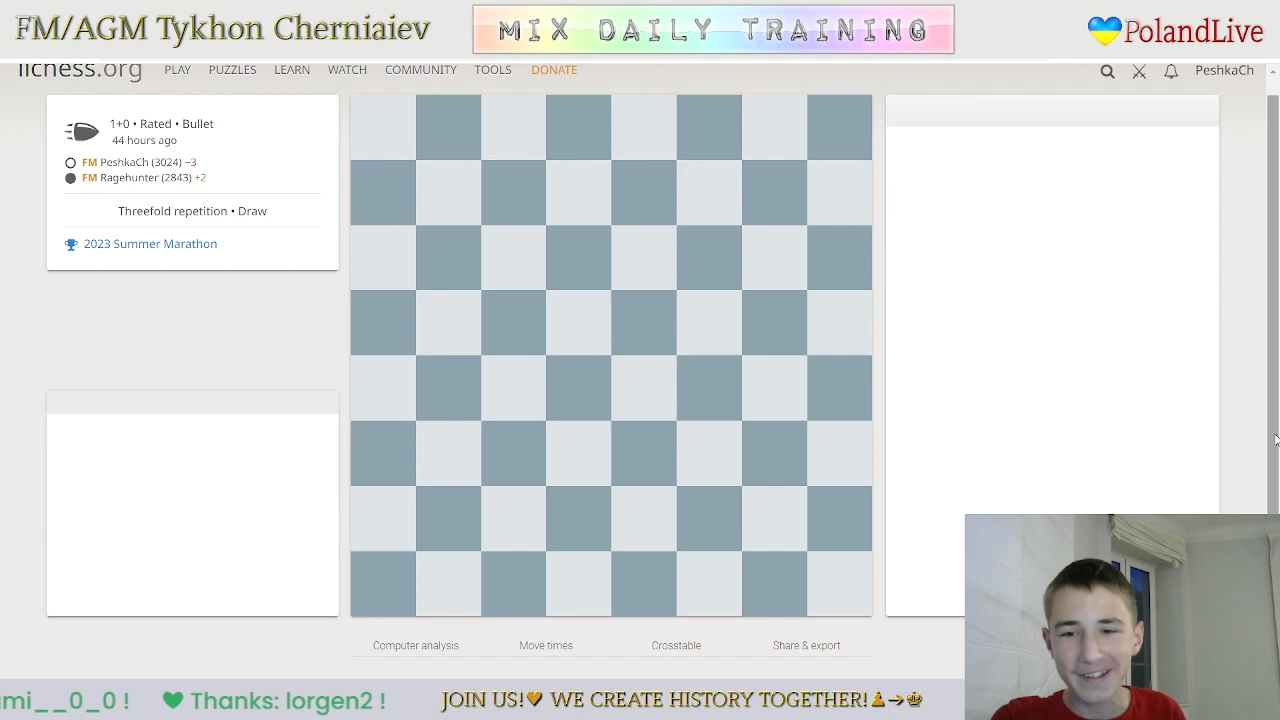 FM/AGM Tykhon Cherniaiev
MIX DAILY TRAINING
PolandLive
lichess.org PLAY PUZZLES LEARN WATCH COMMUNITY TOOLS DONATE PeshkaCh
1+0 • Rated • Bullet
44 hours ago
FM PeshkaCh (3024) −3
FM Ragehunter (2843) +2
Threefold repetition • Draw
2023 Summer Marathon
Computer analysis Move times Crosstable Share & export
mi__0_0 ! Thanks: lorgen2 ! JOIN US! WE CREATE HISTORY TOGETHER!